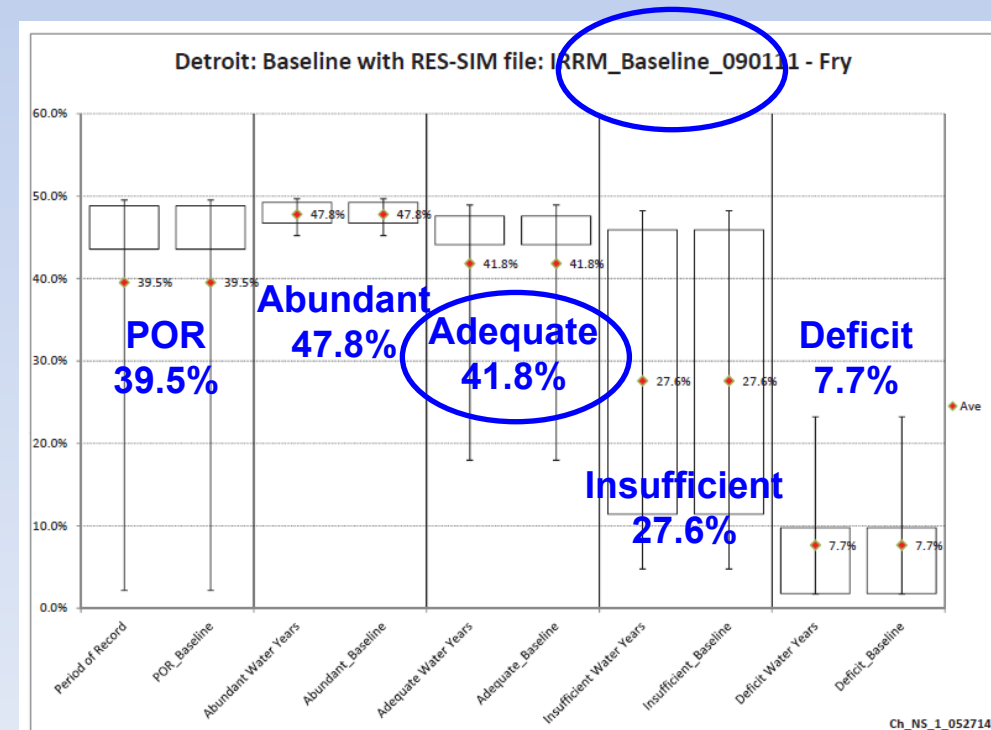 Detroit: Baseline with RES-SIM file: IRRM_Baseline_090111 - Fry
60.0%
50.0%
40.0%
30.0%
20.0%
10.0%
0.0%
39.5%
39.5%
47.8%
47.8%
41.8%
41.8%
27.6%
27.6%
7.7%
7.7%
POR
39.5%
Abundant
47.8%
Adequate
41.8%
Insufficient
27.6%
Deficit
7.7%
Ave
Period of Record
POR_Baseline
Abundant Water Years
Abundant_Baseline
Adequate Water Years
Adequate_Baseline
Insufficient Water Years
Insufficient_Baseline
Deficit Water Years
Deficit_Baseline
Ch_NS_1_052714